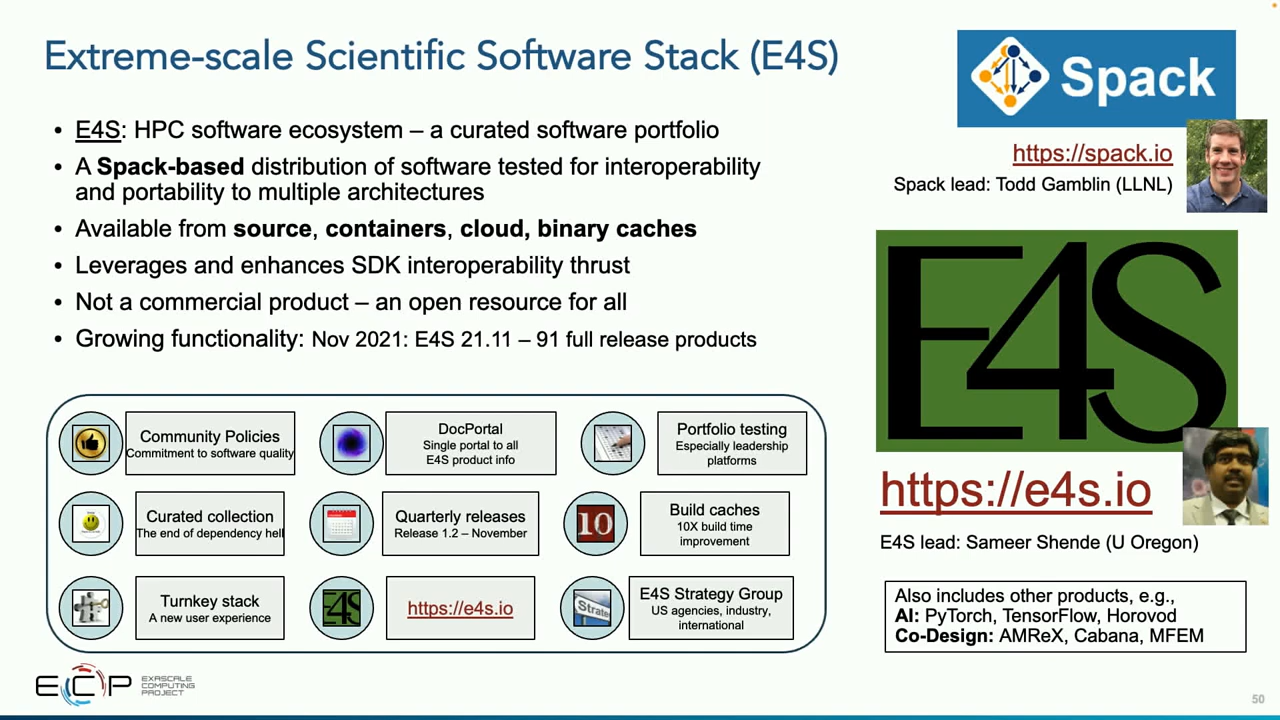 Extreme-scale Scientific Software Stack (E4S)
• E4S: HPC software ecosystem – a curated software portfolio
• A Spack-based distribution of software tested for interoperability
and portability to multiple architectures
• Available from source, containers, cloud, binary caches
• Leverages and enhances SDK interoperability thrust
• Not a commercial product – an open resource for all
• Growing functionality: Nov 2021: E4S 21.11 – 91 full release products
Spack
https://spack.io
Spack lead: Todd Gamblin (LLNL)
E4S
https://e4s.io
E4S lead: Sameer Shende (U Oregon)
Also includes other products, e.g.,
AI: PyTorch, TensorFlow, Horovod
Co-Design: AMReX, Cabana, MFEM
Community Policies
Commitment to software quality
DocPortal
Single portal to all
E4S product info
Portfolio testing
Especially leadership
platforms
Curated collection
The end of dependency hell
Quarterly releases
Release 1.2 – November
10
Build caches
10X build time
improvement
Turnkey stack
A new user experience
E4S
https://e4s.io
Strate
E4S Strategy Group
US agencies, industry,
international
ECP
EXASCALE
COMPUTING
PROJECT
50